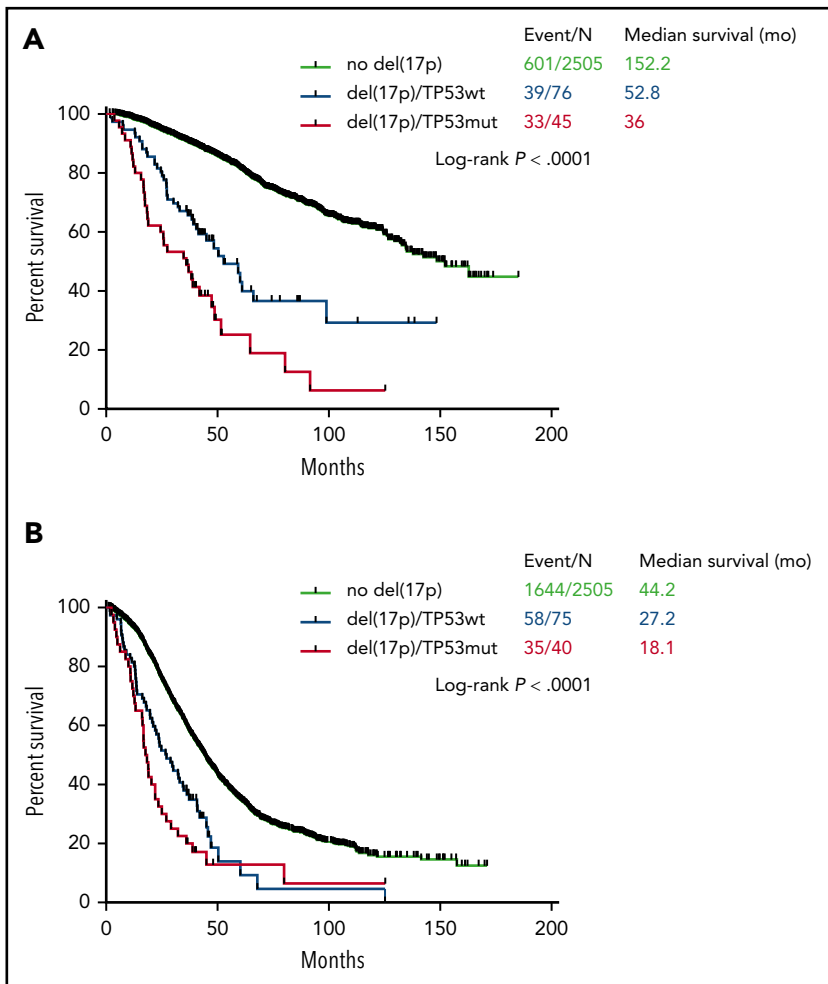 A
Event/N Median survival (mo)
no del(17p) 601/2505 152.2
del(17p)/TP53wt 39/76 52.8
del(17p)/TP53mut 33/45 36
Log-rank P < .0001
100
80
60
40
20
0
Percent survival
0 50 100 150 200
Months
B
Event/N Median survival (mo)
no del(17p) 1644/2505 44.2
del(17p)/TP53wt 58/75 27.2
del(17p)/TP53mut 35/40 18.1
Log-rank P < .0001
100
80
60
40
20
0
Percent survival
0 50 100 150 200
Months